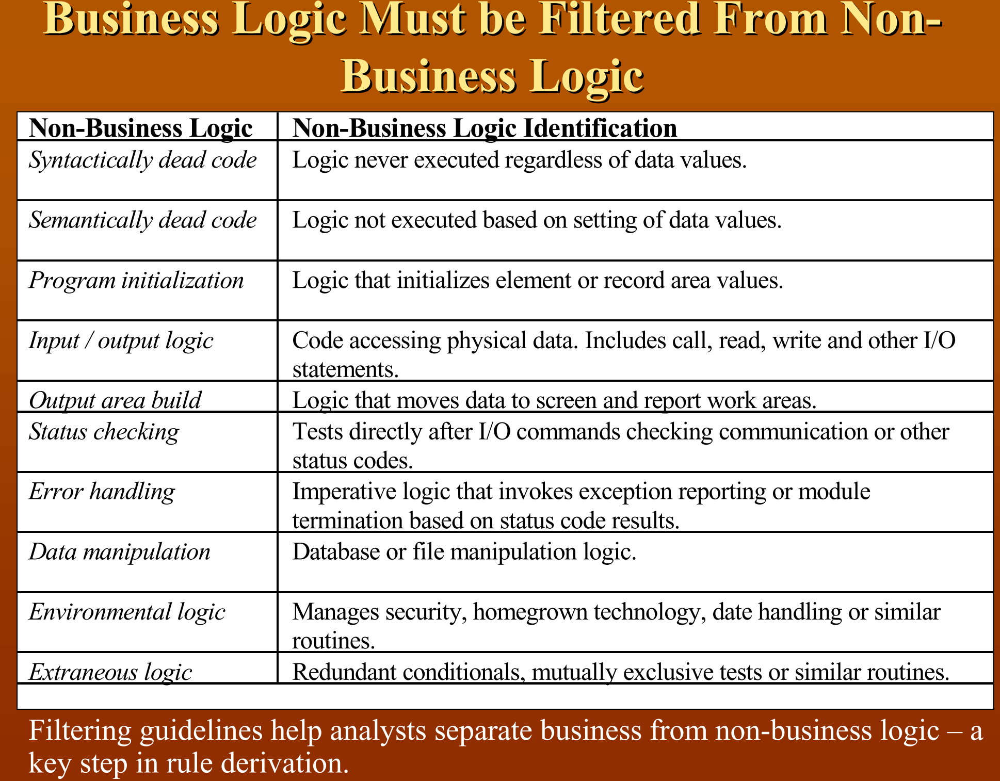 Business Logic Must be Filtered From Non-
Business Logic
Non-Business Logic
Non-Business Logic Identification
Syntactically dead code
Logic never executed regardless of data values.
Semantically dead code
Logic not executed based on setting of data values.
Program initialization
Logic that initializes element or record area values.
Input / output logic
Code accessing physical data. Includes call, read, write and other I/O
statements.
Output area build
Logic that moves data to screen and report work areas.
Status checking
Tests directly after I/O commands checking communication or other
status codes.
Error handling
Imperative logic that invokes exception reporting or module
termination based on status code results.
Data manipulation
Database or file manipulation logic.
Environmental logic
Manages security, homegrown technology, date handling or similar
routines.
Extraneous logic
Redundant conditionals, mutually exclusive tests or similar routines.
Filtering guidelines help analysts separate business from non-business logic – a
key step in rule derivation.